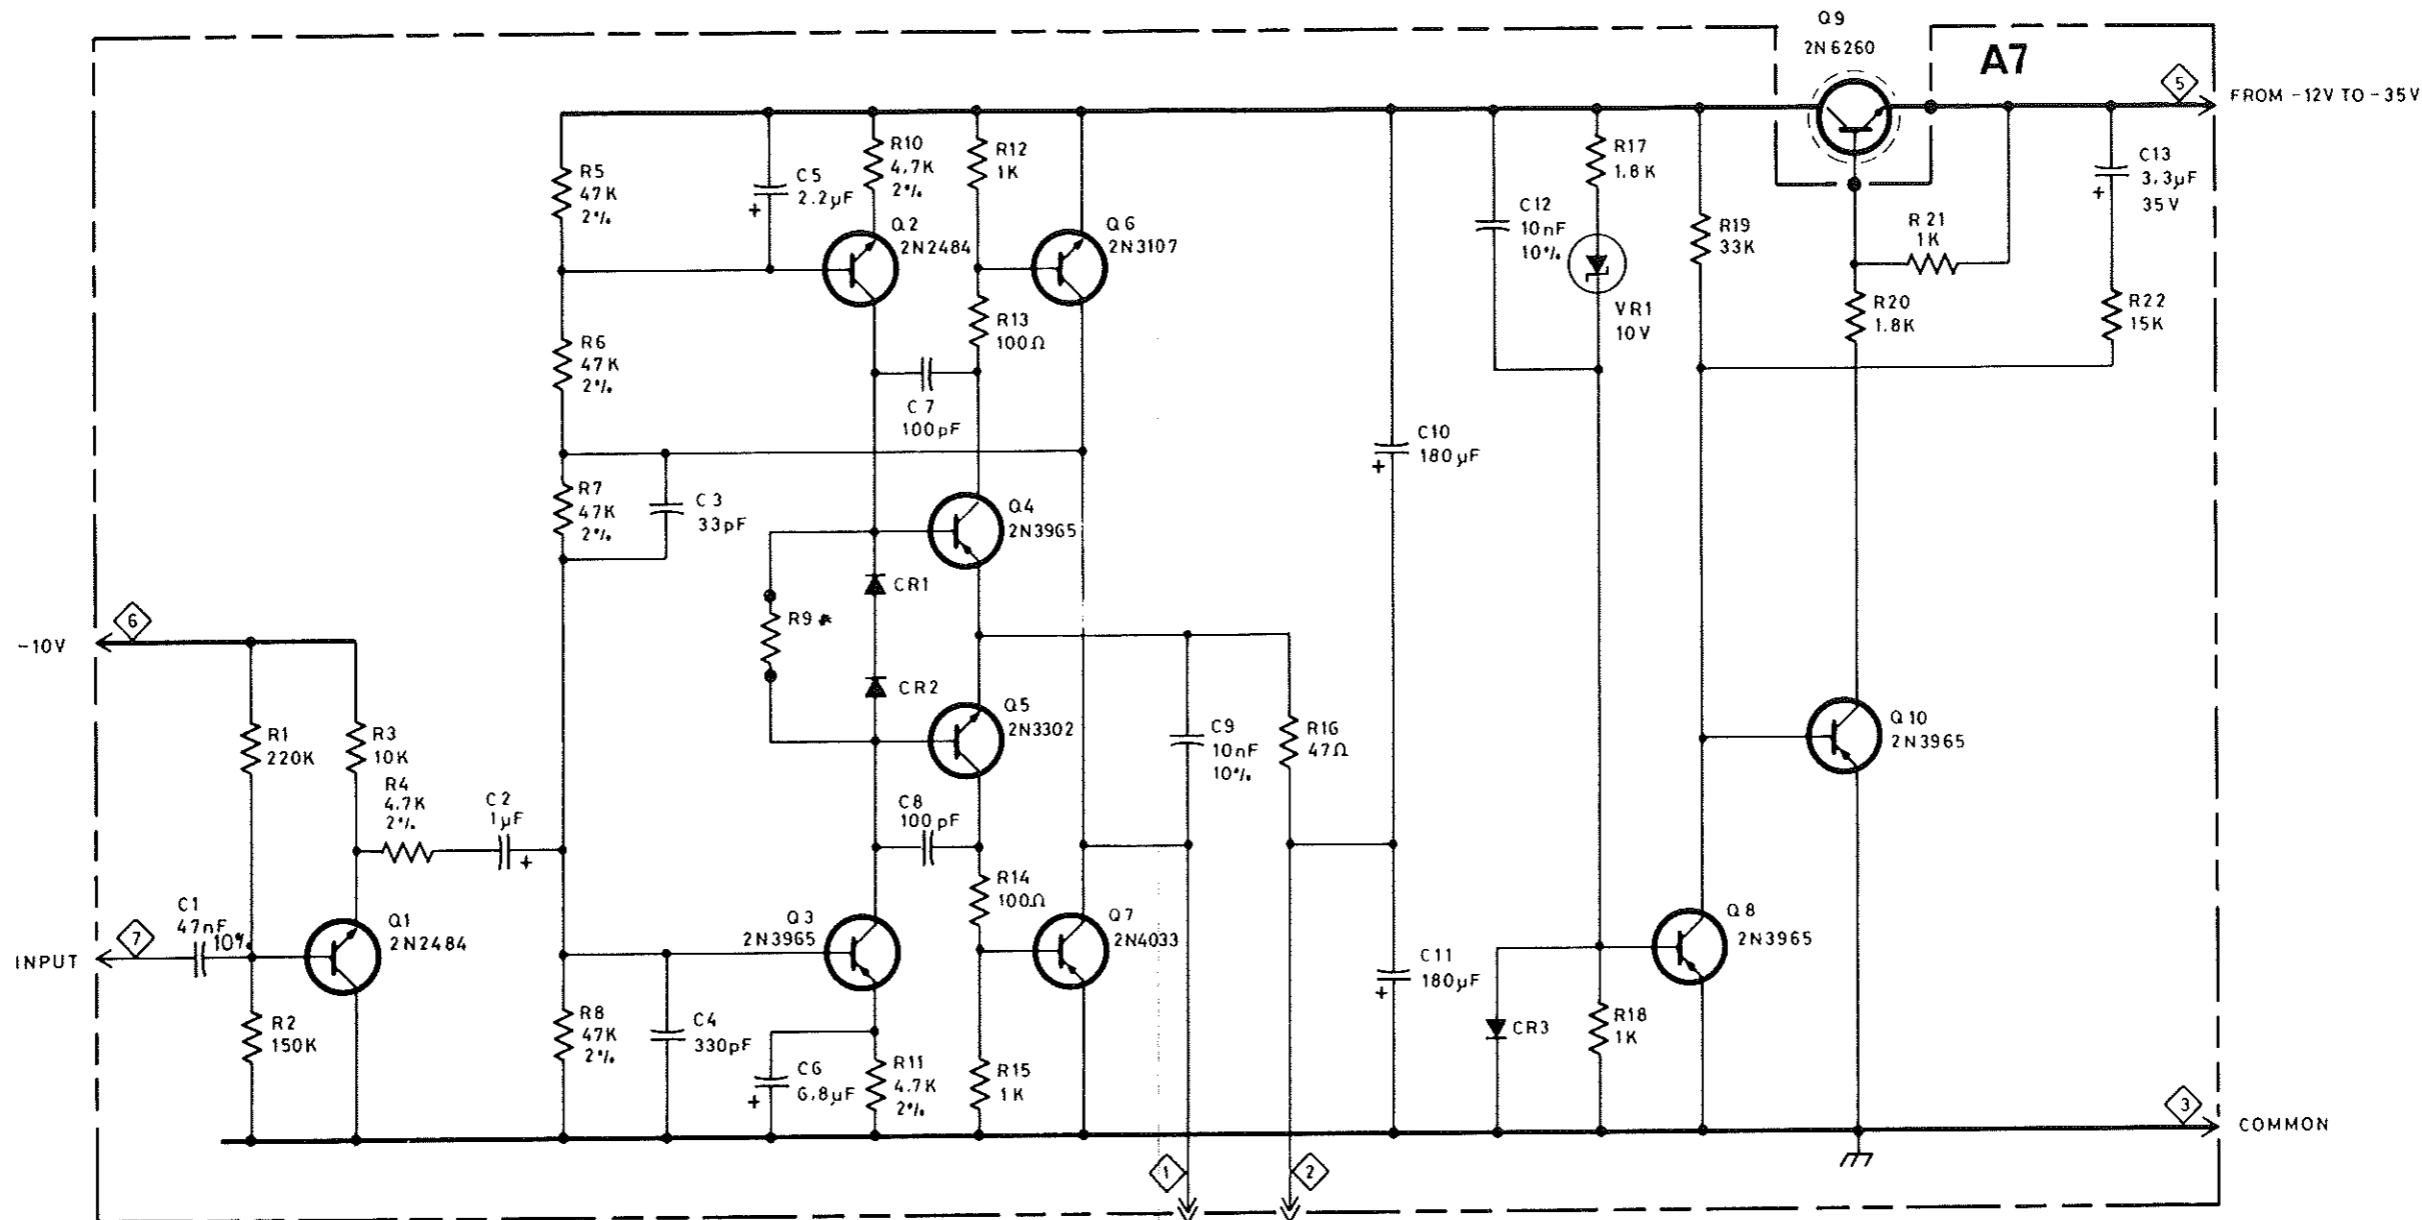 Q9
2N6260
A7
5
FROM -12V TO -35V
R5
47K
2%
C5
2.2µF
+
R10
4.7K
2%
R12
1K
Q2
2N2484
Q6
2N3107
R17
1.8K
C13
3.3µF
35V
+
C12
10nF
10%
R19
33K
R21
1K
R20
1.8K
R22
15K
VR1
10V
R6
47K
2%
R13
100Ω
C7
100pF
C10
180µF
+
R7
47K
2%
C3
33pF
Q4
2N3965
CR1
R9*
CR2
Q5
2N3302
6
-10V
R1
220K
R3
10K
R4
4.7K
2%
C2
1µF
+
C8
100pF
C9
10nF
10%
R16
47Ω
Q10
2N3965
C1
47nF
10%
7
INPUT
Q1
2N2484
Q3
2N3965
R14
100Ω
Q7
2N4033
Q8
2N3965
C11
180µF
+
R2
150K
R8
47K
2%
C4
330pF
C6
6.8µF
+
R11
4.7K
2%
R15
1K
CR3
R18
1K
3
COMMON
1
2